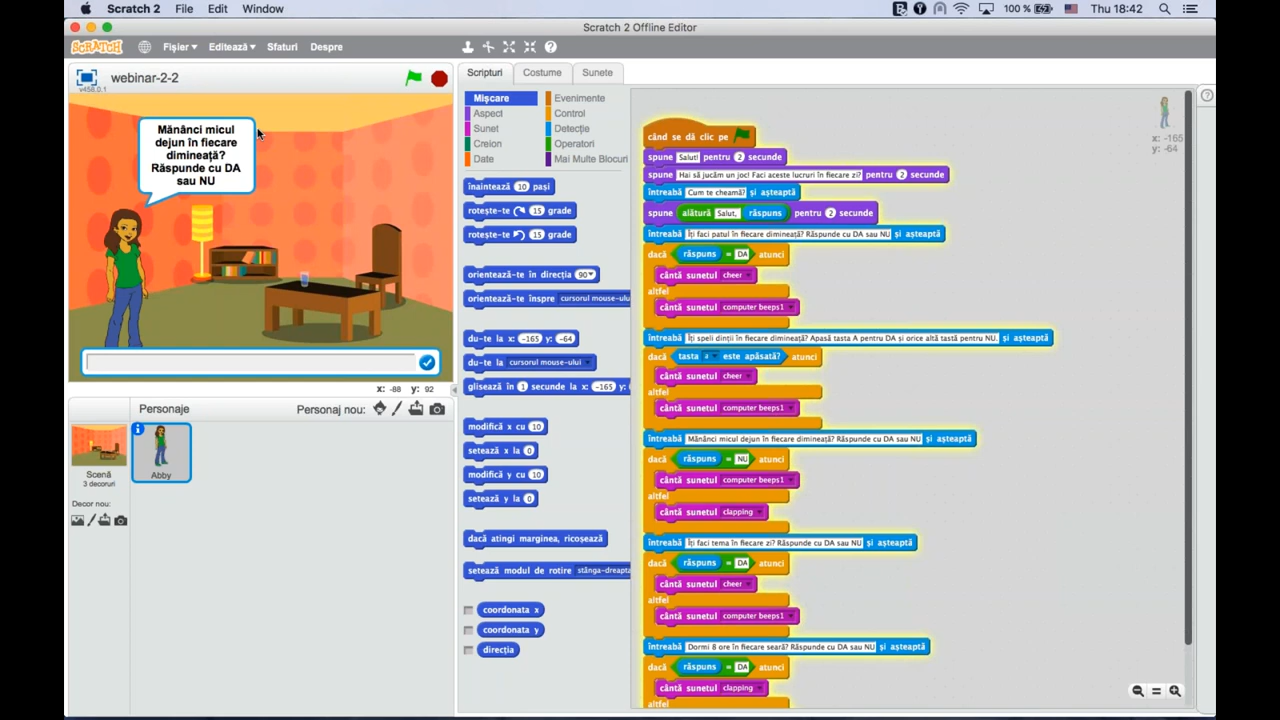 Scratch 2 File Edit Window 100 % Thu 18:42
Scratch 2 Offline Editor
SCRATCH Fișier Editează Sfaturi Despre
webinar-2-2
v458.0.1
Mănânci micul
dejun în fiecare
dimineață?
Răspunde cu DA
sau NU
x: -88 y: 92
Personaje Personaj nou:
Scenă
3 decoruri
Decor nou:
Abby
Scripturi Costume Sunete
Mișcare Evenimente
Aspect Control
Sunet Detecție
Creion Operatori
Date Mai Multe Blocuri
înaintează 10 pași
rotește-te 15 grade
rotește-te 15 grade
orientează-te în direcția 90
orientează-te înspre cursorul mouse-ulu
du-te la x: -165 y: -64
du-te la cursorul mouse-ului
glisează în 1 secunde la x: -165 y:
modifică x cu 10
setează x la 0
modifică y cu 10
setează y la 0
dacă atingi marginea, ricoșează
setează modul de rotire stânga-dreapta
coordonata x
coordonata y
direcția
x: -165
y: -64
când se dă clic pe
spune Salut! pentru 2 secunde
spune Hai să jucăm un joc! Faci aceste lucruri în fiecare zi? pentru 2 secunde
întreabă Cum te cheamă? și așteaptă
spune alătură Salut, răspuns pentru 2 secunde
întreabă Îți faci patul în fiecare dimineață? Răspunde cu DA sau NU și așteaptă
dacă răspuns = DA atunci
cântă sunetul cheer
altfel
cântă sunetul computer beeps1
întreabă Îți speli dinții în fiecare dimineață? Apasă tasta A pentru DA și orice altă tastă pentru NU. și așteaptă
dacă tasta a este apăsată? atunci
cântă sunetul cheer
altfel
cântă sunetul computer beeps1
întreabă Mănânci micul dejun în fiecare dimineață? Răspunde cu DA sau NU și așteaptă
dacă răspuns = NU atunci
cântă sunetul computer beeps1
altfel
cântă sunetul clapping
întreabă Îți faci tema în fiecare zi? Răspunde cu DA sau NU și așteaptă
dacă răspuns = DA atunci
cântă sunetul cheer
altfel
cântă sunetul computer beeps1
întreabă Dormi 8 ore în fiecare seară? Răspunde cu DA sau NU și așteaptă
dacă răspuns = DA atunci
cântă sunetul clapping
altfel